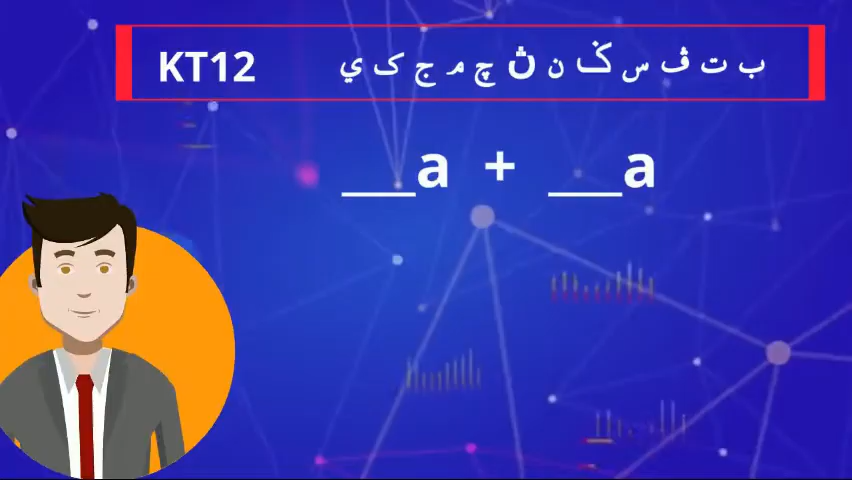 KT12 ب ت ڤ س ݢ ن ڽ چ م ج ک ي
___a + ___a